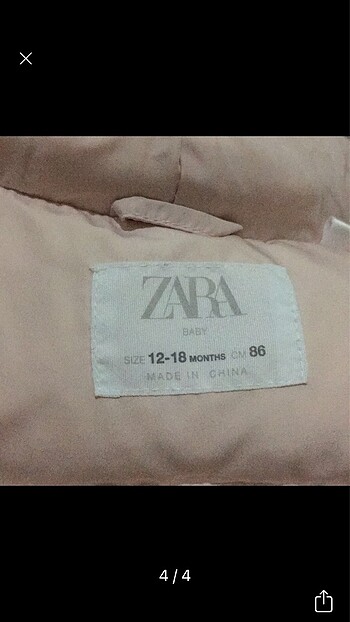 ZARA
BABY
SIZE 12-18 MONTHS CM 86
MADE IN CHINA
4 / 4